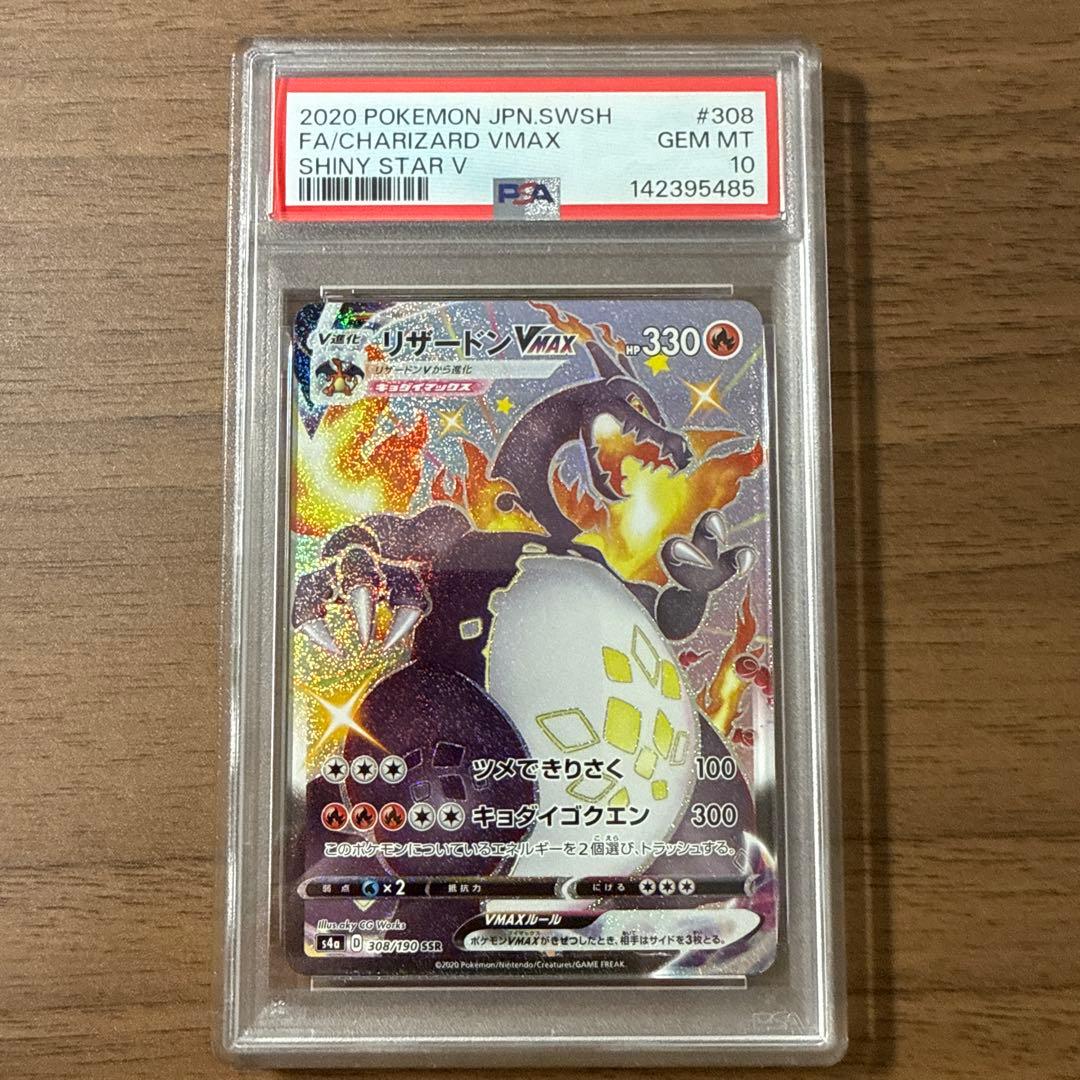 2020 POKEMON JPN.SWSH #308
FA/CHARIZARD VMAX GEM MT
SHINY STAR V 10
PSA 142395485
V進化 リザードンVMAX HP330
リザードンVから進化
キョダイマックス
ツメできりさく 100
キョダイゴクエン 300
このポケモンについているエネルギーを2個選び、トラッシュする。
弱点 ×2 抵抗力 にげる
Illus. aky CG Works
VMAXルール
s4a D 308/190 SSR
ポケモンVMAXがきぜつしたとき、相手はサイドを3枚とる。
©2020 Pokémon/Nintendo/Creatures/GAME FREAK.
PSA